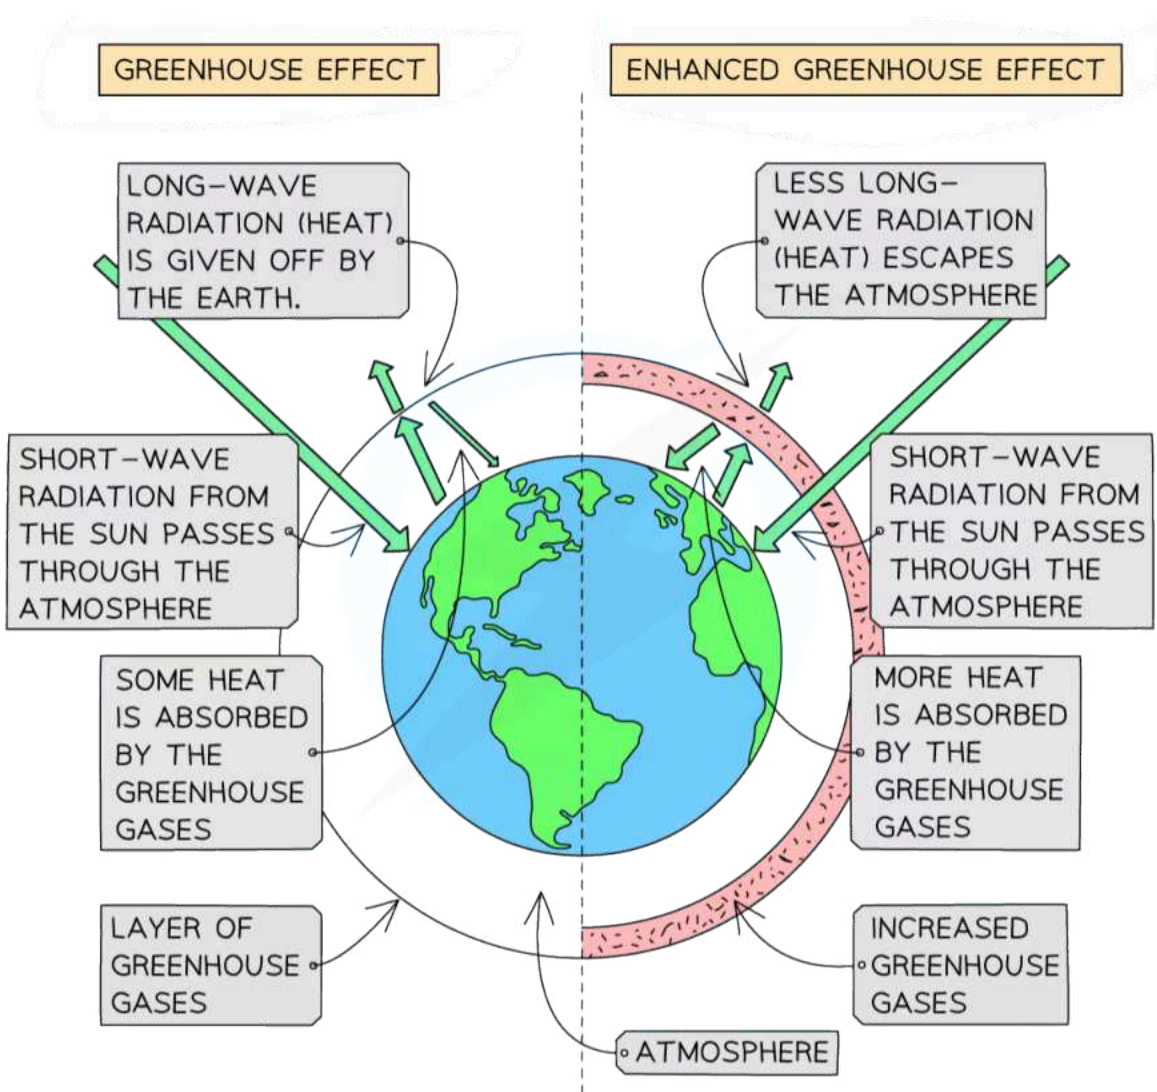 GREENHOUSE EFFECT
ENHANCED GREENHOUSE EFFECT
LONG-WAVE
RADIATION (HEAT)
IS GIVEN OFF BY
THE EARTH.
LESS LONG-
WAVE RADIATION
(HEAT) ESCAPES
THE ATMOSPHERE
SHORT-WAVE
RADIATION FROM
THE SUN PASSES
THROUGH THE
ATMOSPHERE
SHORT-WAVE
RADIATION FROM
THE SUN PASSES
THROUGH THE
ATMOSPHERE
SOME HEAT
IS ABSORBED
BY THE
GREENHOUSE
GASES
MORE HEAT
IS ABSORBED
BY THE
GREENHOUSE
GASES
LAYER OF
GREENHOUSE
GASES
INCREASED
GREENHOUSE
GASES
ATMOSPHERE